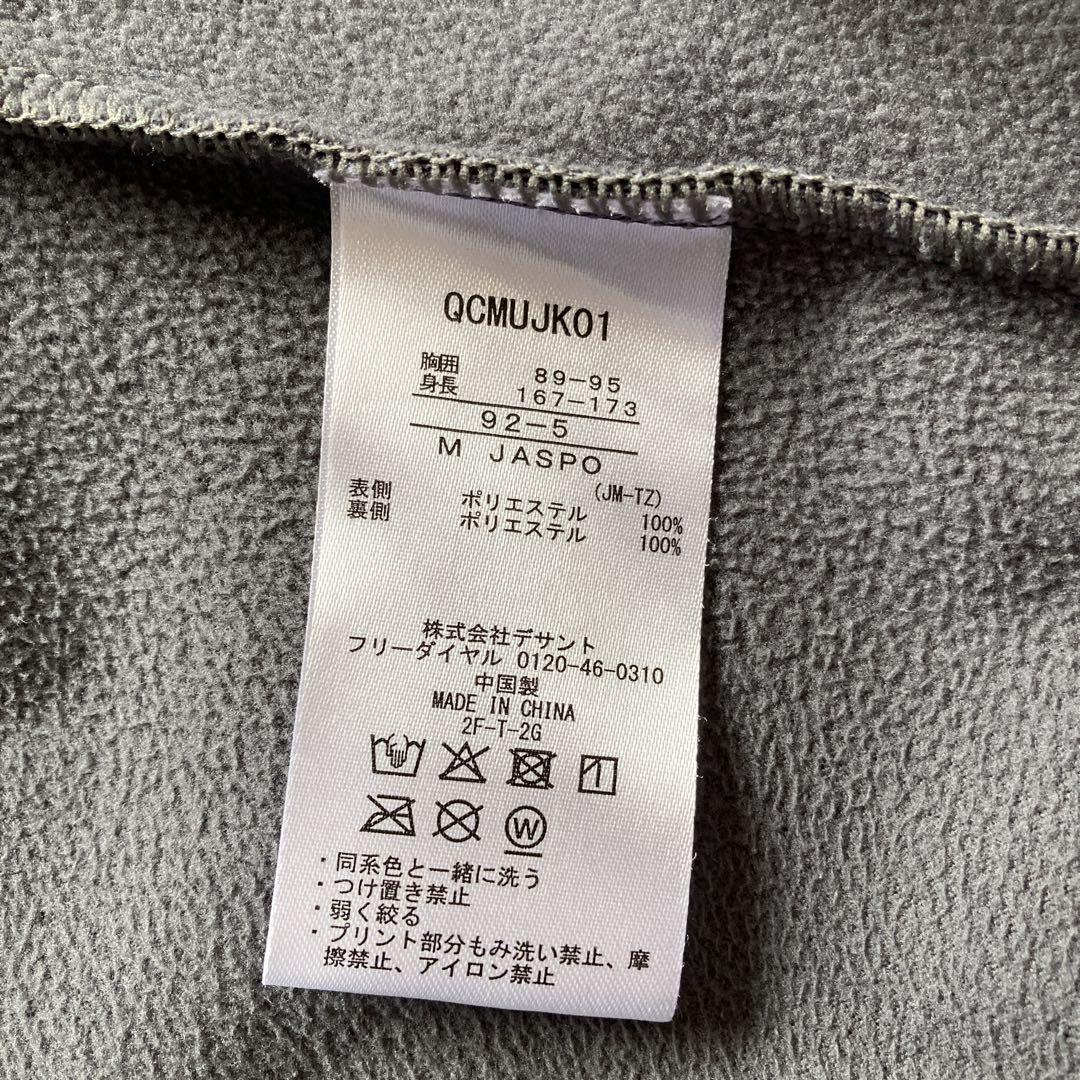 QCMUJK01
胸囲 89-95
身長 167-173
92-5
M JASPO
(JM-TZ)
表側 ポリエステル 100%
裏側 ポリエステル 100%
株式会社デサント
フリーダイヤル 0120-46-0310
中国製
MADE IN CHINA
2F-T-2G
W
・同系色と一緒に洗う
・つけ置き禁止
・弱く絞る
・プリント部分もみ洗い禁止、摩
擦禁止、アイロン禁止